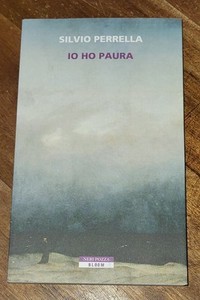 SILVIO PERRELLA
IO HO PAURA
NERI POZZA
BLOOM